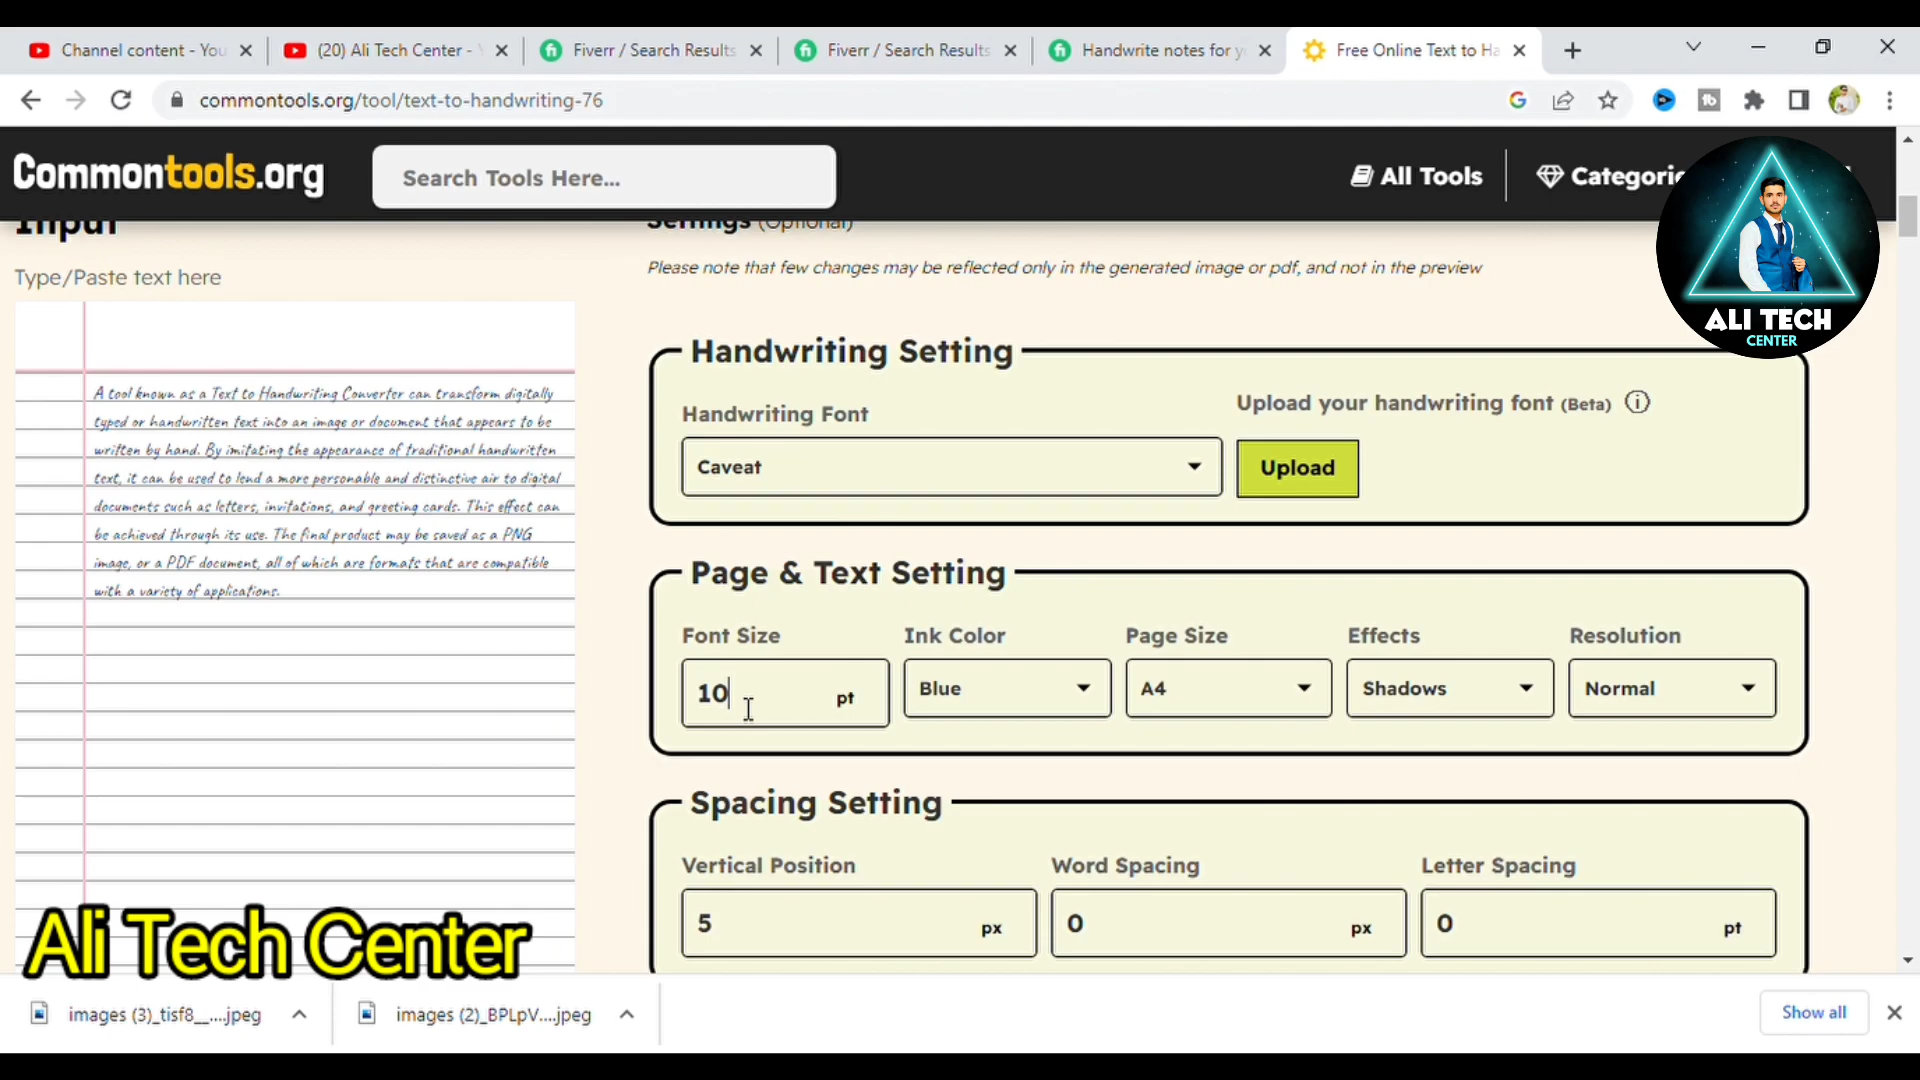 Channel content - You
(20) Ali Tech Center -
Fiverr / Search Results
Fiverr / Search Results
Handwrite notes for y
Free Online Text to Ha
commontools.org/tool/text-to-handwriting-76
Commontools.org
Search Tools Here...
All Tools
Categorie
Input
Settings (Optional)
Type/Paste text here
Please note that few changes may be reflected only in the generated image or pdf, and not in the preview
ALI TECH
CENTER
A tool known as a Text to Handwriting Converter can transform digitally
typed or handwritten text into an image or document that appears to be
written by hand. By imitating the appearance of traditional handwritten
text, it can be used to lend a more personable and distinctive air to digital
documents such as letters, invitations, and greeting cards. This effect can
be achieved through its use. The final product may be saved as a PNG
image, or a PDF document, all of which are formats that are compatible
with a variety of applications.
Handwriting Setting
Handwriting Font
Upload your handwriting font (Beta)
Caveat
Upload
Page & Text Setting
Font Size
Ink Color
Page Size
Effects
Resolution
10 pt
Blue
A4
Shadows
Normal
Spacing Setting
Vertical Position
Word Spacing
Letter Spacing
5 px
0 px
0 pt
Ali Tech Center
images (3)_tisf8__....jpeg
images (2)_BPLpV....jpeg
Show all